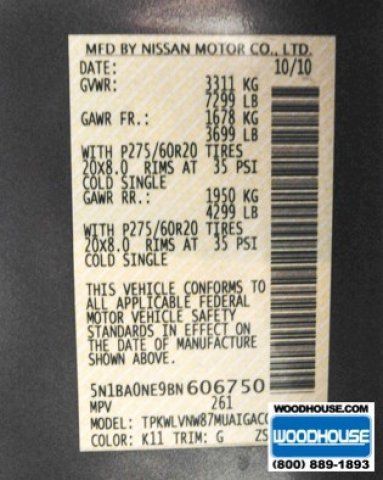 MFD BY NISSAN MOTOR CO., LTD.
DATE: 10/10
GVWR: 3311 KG
7299 LB
GAWR FR.: 1678 KG
3699 LB
WITH P275/60R20 TIRES
20x8.0 RIMS AT 35 PSI
COLD SINGLE
GAWR RR.: 1950 KG
4299 LB
WITH P275/60R20 TIRES
20x8.0 RIMS AT 35 PSI
COLD SINGLE
THIS VEHICLE CONFORMS TO
ALL APPLICABLE FEDERAL
MOTOR VEHICLE SAFETY
STANDARDS IN EFFECT ON
THE DATE OF MANUFACTURE
SHOWN ABOVE.
5N1BA0NE9BN606750
MPV 261
MODEL: TPKWLVNW87MUAIGACC
COLOR: K11 TRIM: G ZS
WOODHOUSE.COM
WOODHOUSE
(800) 889-1893